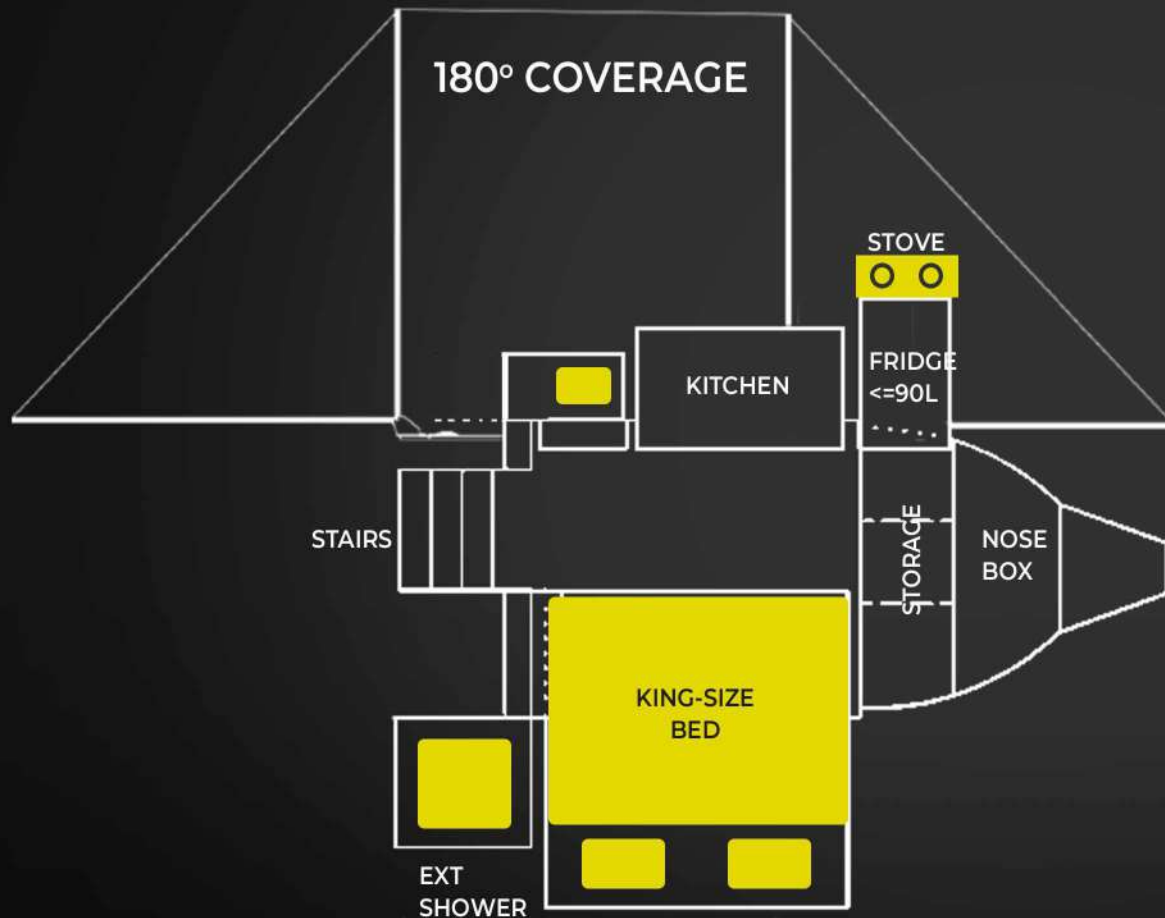 180° COVERAGE
STOVE
FRIDGE
<=90L
KITCHEN
STAIRS
STORAGE
NOSE
BOX
KING-SIZE
BED
EXT
SHOWER